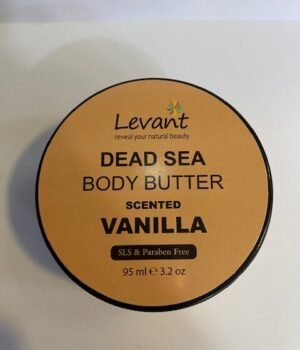 Levant
reveal your natural beauty
DEAD SEA
BODY BUTTER
SCENTED
VANILLA
SLS & Paraben Free
95 ml ℮ 3.2 oz